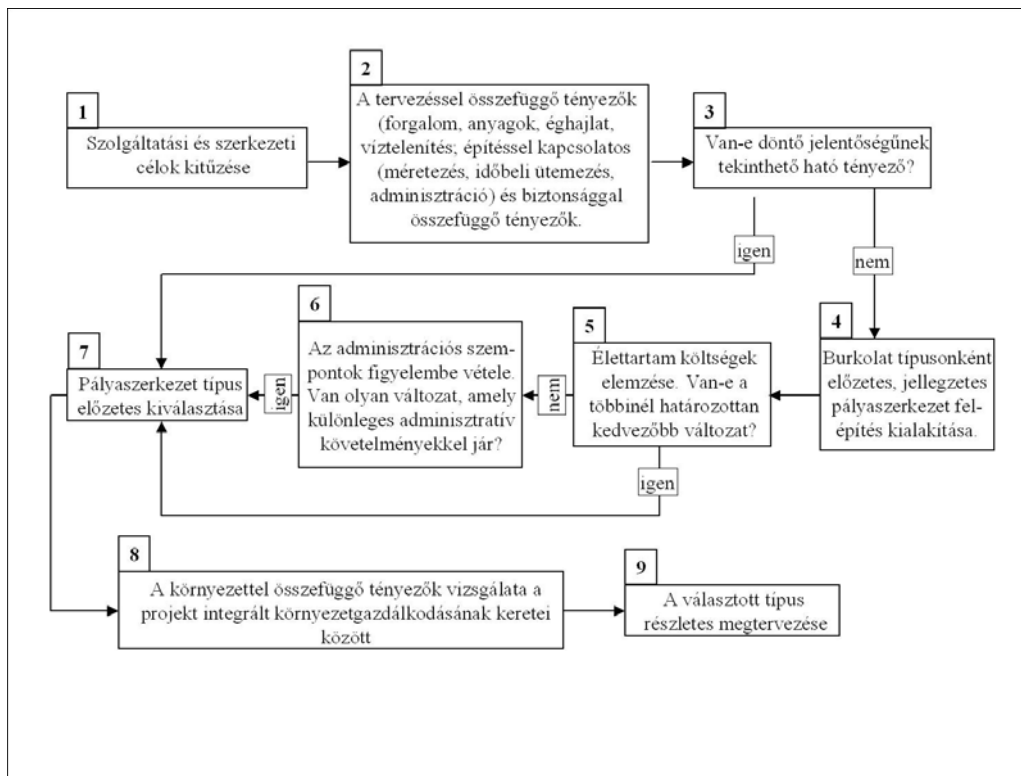 1
Szolgáltatási és szerkezeti
célok kitűzése
2
A tervezéssel összefüggő tényezők
(forgalom, anyagok, éghajlat,
víztelenítés; építéssel kapcsolatos
(méretezés, időbeli ütemezés,
adminisztráció) és biztonsággal
összefüggő tényezők.
3
Van-e döntő jelentőségűnek
tekinthető ható tényező?
igen
nem
4
Burkolat típusonként
előzetes, jellegzetes
pályaszerkezet fel-
építés kialakítása.
5
Élettartam költségek
elemzése. Van-e a
többinél határozottan
kedvezőbb változat?
nem
igen
6
Az adminisztrációs szem-
pontok figyelembe vétele.
Van olyan változat, amely
különleges adminisztratív
követelményekkel jár?
igen
7
Pályaszerkezet típus
előzetes kiválasztása
8
A környezettel összefüggő tényezők vizsgálata a
projekt integrált környezetgazdálkodásának keretei
között
9
A választott típus
részletes megtervezése